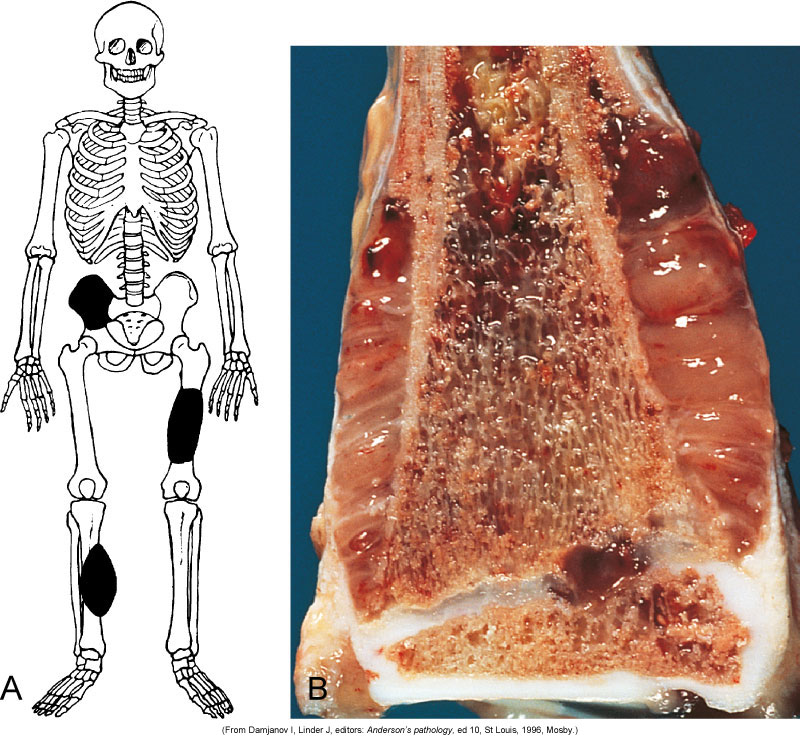 A
B
(From Damjanov I, Linder J, editors: Anderson's pathology, ed 10, St Louis, 1996, Mosby.)